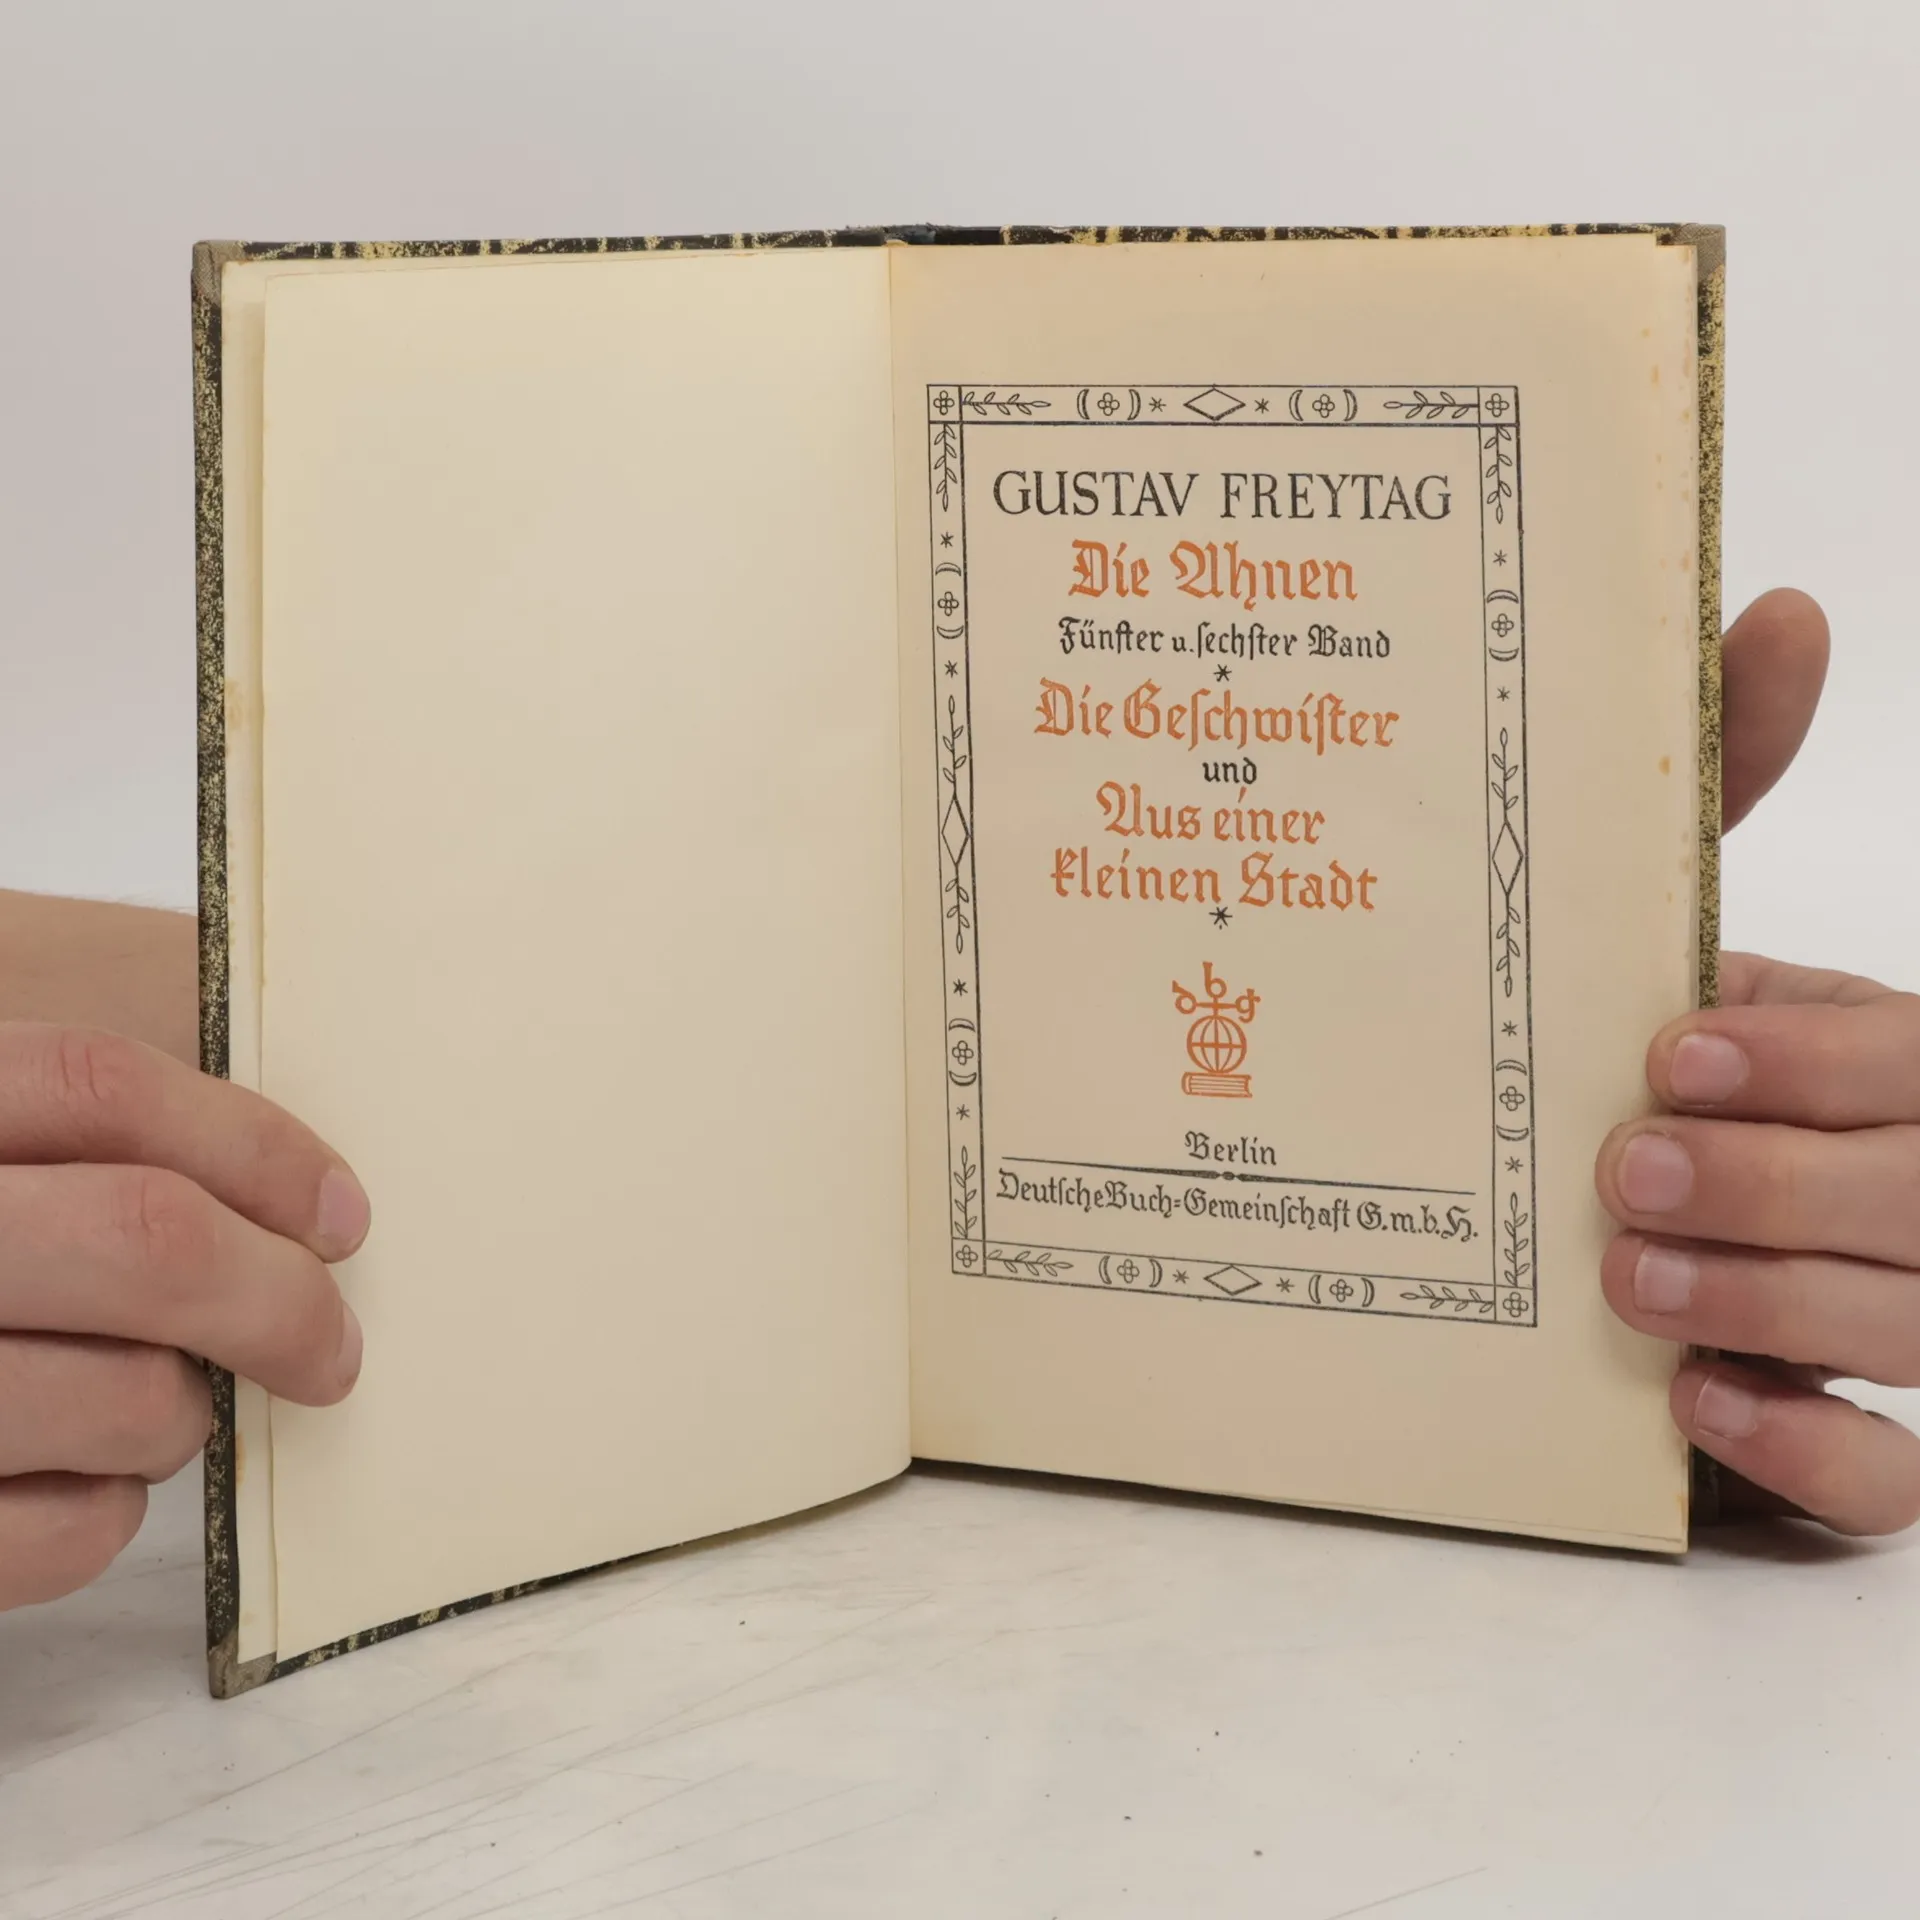 GUSTAV FREYTAG
Die Ahnen
Fünfter u. ſechſter Band
*
Die Geſchwiſter
und
Aus einer
kleinen Stadt
*
dbg
Berlin
Deutſche Buch=Gemeinſchaft G.m.b.H.